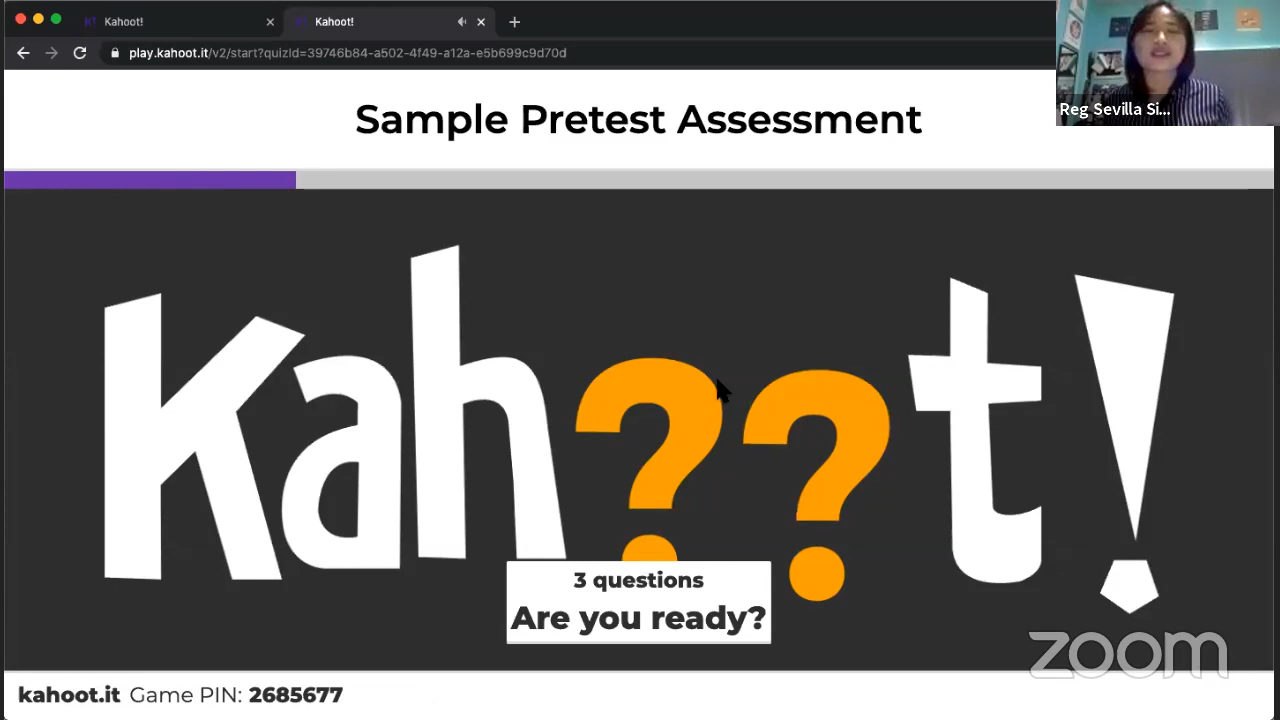 Kahoot!
Kahoot!
play.kahoot.it/v2/start?quizId=39746b84-a502-4f49-a12a-e5b699c9d70d
Reg Sevilla Si...
Sample Pretest Assessment
Kah??t!
3 questions
Are you ready?
zoom
kahoot.it Game PIN: 2685677